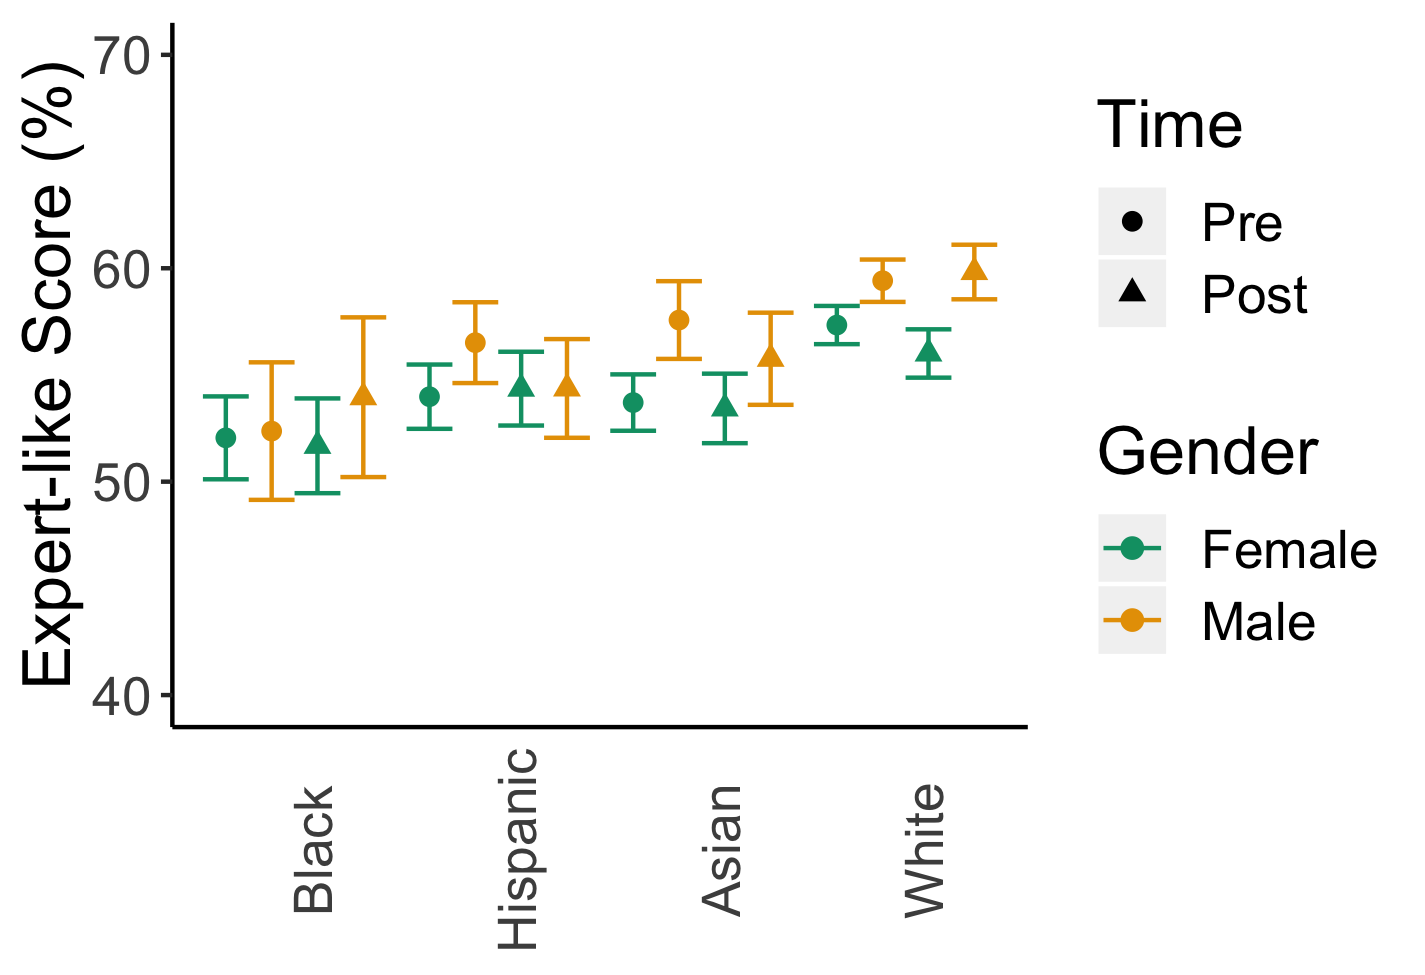 Expert-like Score (%)
70
60
50
40
Black
Hispanic
Asian
White
Time
Pre
Post
Gender
Female
Male